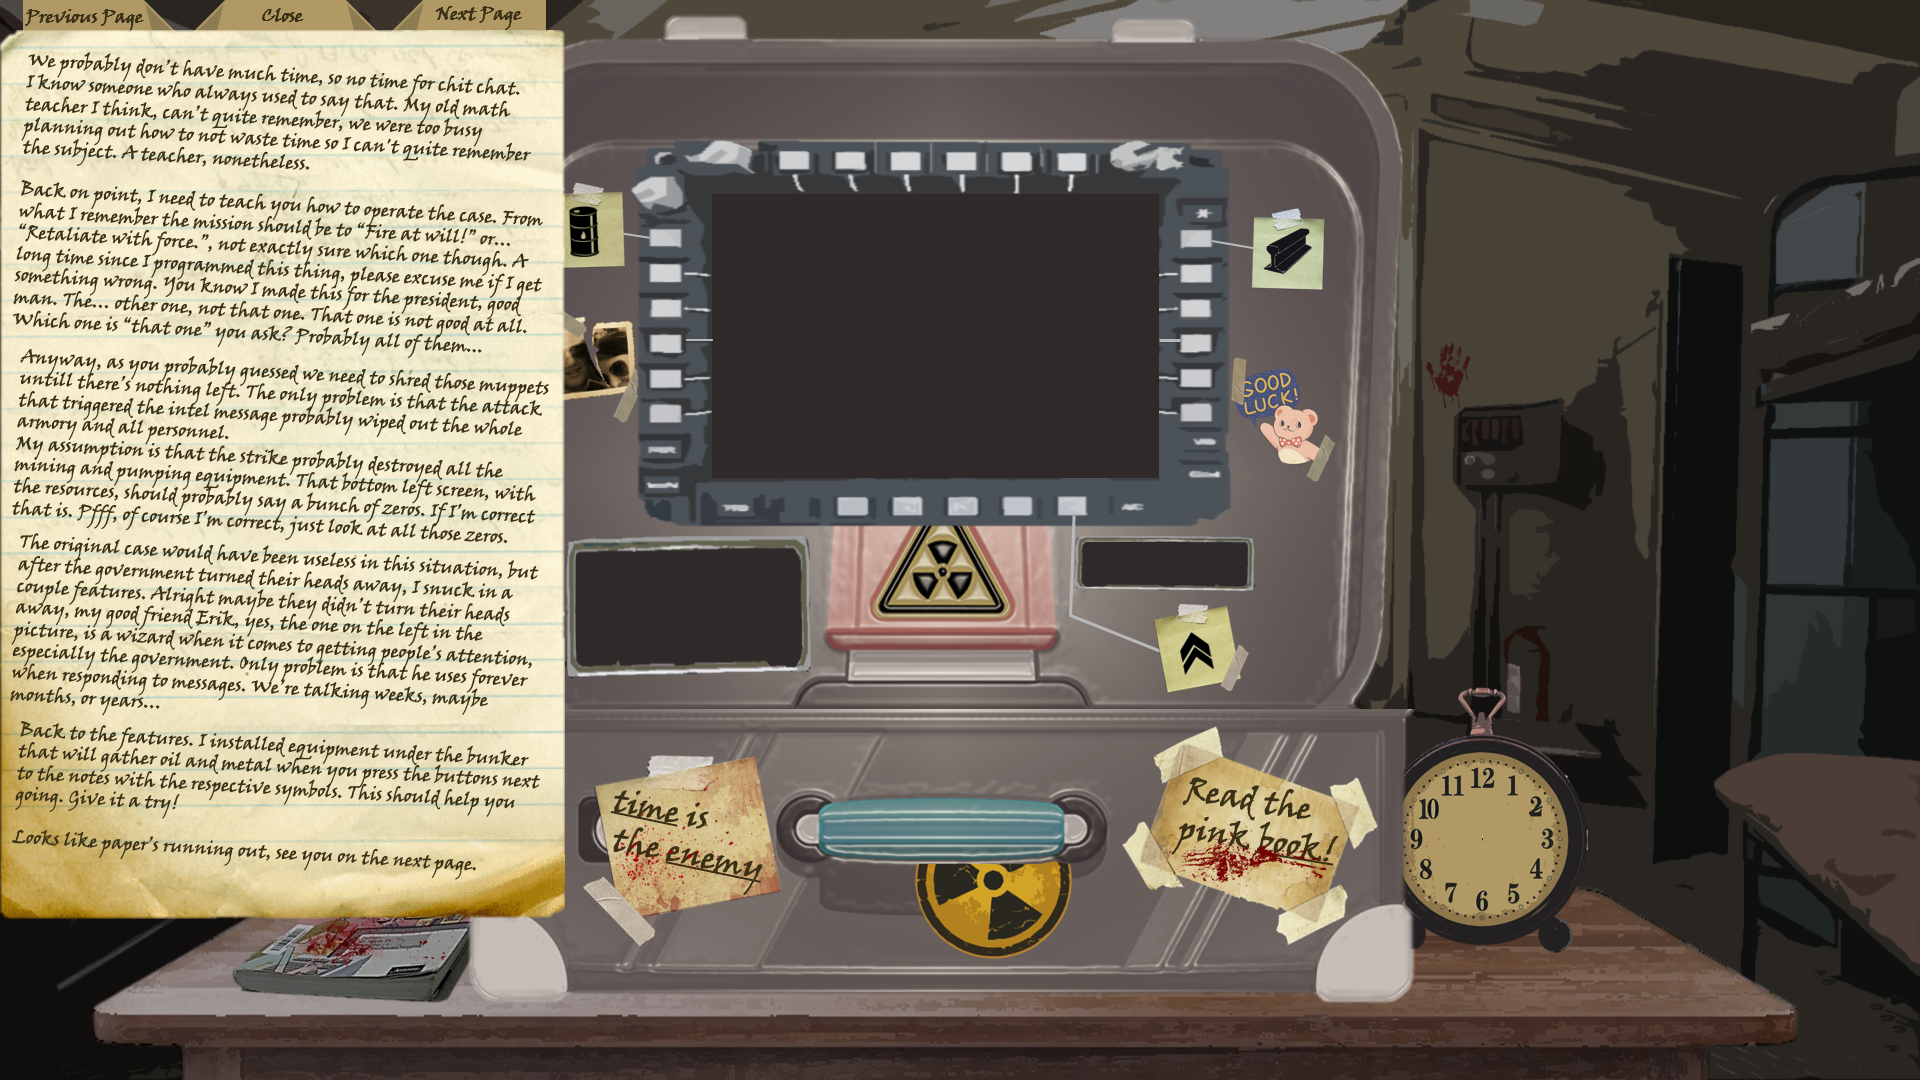 Previous Page
Close
Next Page
We probably don't have much time, so no time for chit chat.
I know someone who always used to say that. My old math
teacher I think, can't quite remember, we were too busy
planning out how to not waste time so I can't quite remember
the subject. A teacher, nonetheless.
Back on point, I need to teach you how to operate the case. From
what I remember the mission should be to "Fire at will!" or...
"Retaliate with force.", not exactly sure which one though. A
long time since I programmed this thing, please excuse me if I get
something wrong. You know I made this for the president, good
man. The... other one, not that one. That one is not good at all.
Which one is "that one" you ask? Probably all of them...
Anyway, as you probably guessed we need to shred those muppets
untill there's nothing left. The only problem is that the attack
that triggered the intel message probably wiped out the whole
armory and all personnel.
My assumption is that the strike probably destroyed all the
mining and pumping equipment. That bottom left screen, with
the resources, should probably say a bunch of zeros. If I'm correct
that is. Pfff, of course I'm correct, just look at all those zeros.
The original case would have been useless in this situation, but
after the government turned their heads away, I snuck in a
couple features. Alright maybe they didn't turn their heads
away, my good friend Erik, yes, the one on the left in the
picture, is a wizard when it comes to getting people's attention,
especially the government. Only problem is that he uses forever
when responding to messages. We're talking weeks, maybe
months, or years...
Back to the features. I installed equipment under the bunker
that will gather oil and metal when you press the buttons next
to the notes with the respective symbols. This should help you
going. Give it a try!
Looks like paper's running out, see you on the next page.
GOOD
LUCK!
time is
the enemy
Read the
pink book!
12
1
2
3
4
5
6
7
8
9
10
11